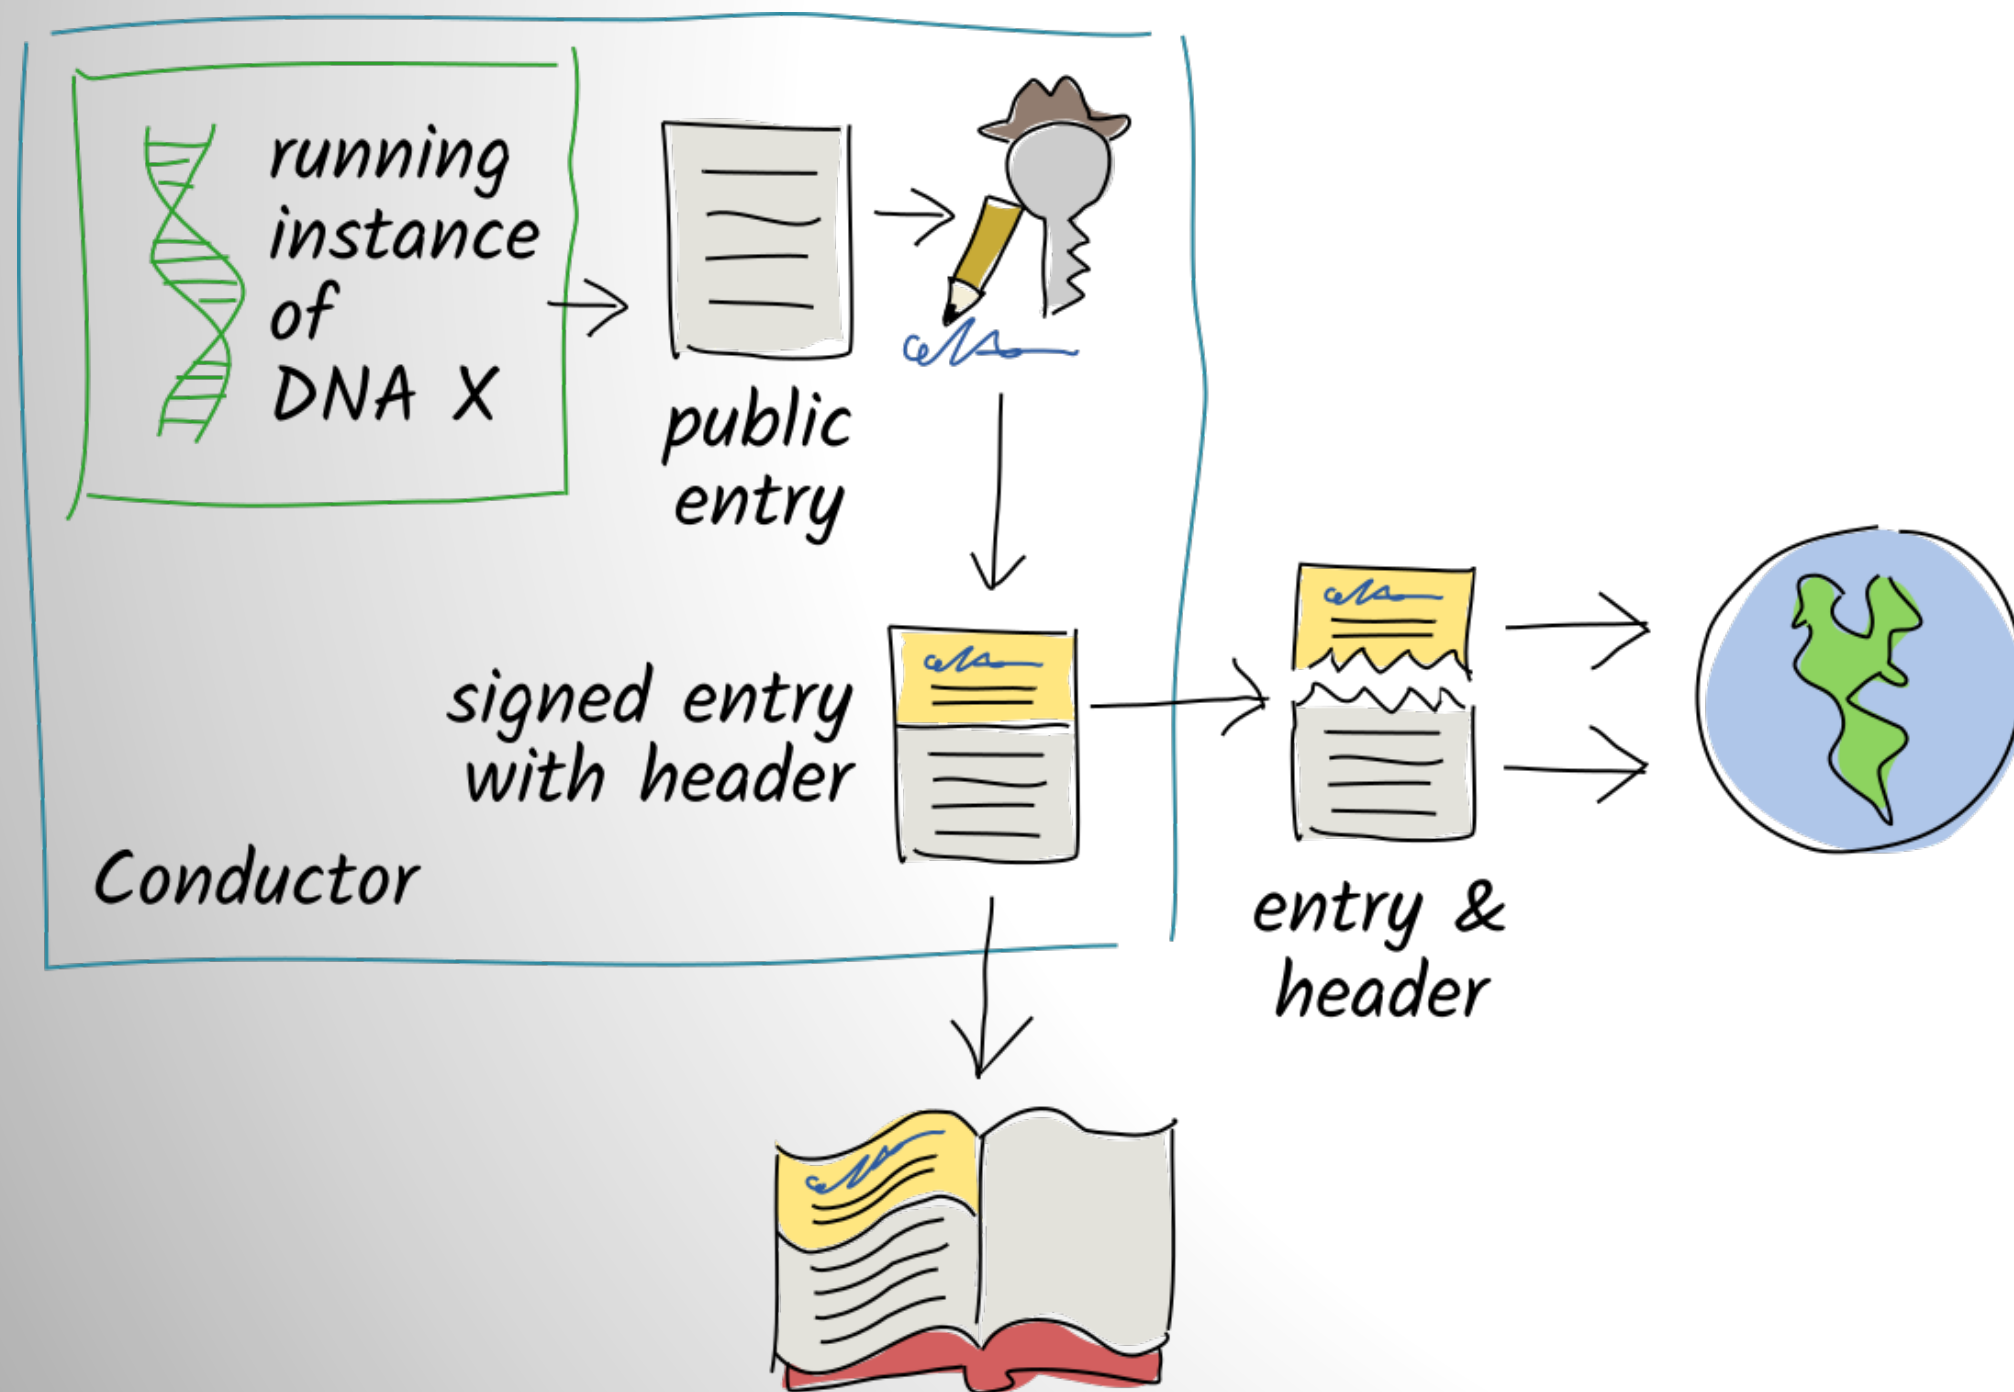 running
instance
of
DNA X
public
entry
signed entry
with header
Conductor
entry &
header